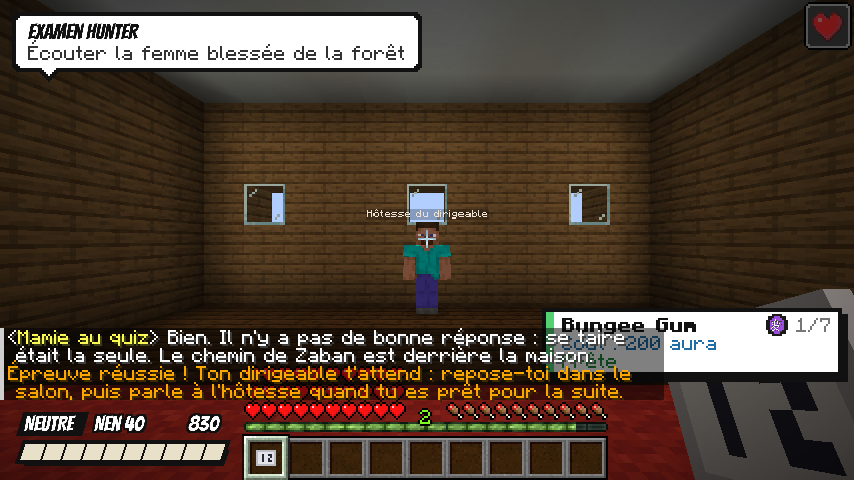 EXAMEN HUNTER
Écouter la femme blessée de la forêt
Hôtesse du dirigeable
Bungee Gum
1/7
200 aura
<Mamie au quiz> Bien. Il n'y a pas de bonne réponse : se taire
était la seule. Le chemin de Zaban est derrière la maison.
Épreuve réussie ! Ton dirigeable t'attend : repose-toi dans le
salon, puis parle à l'hôtesse quand tu es prêt pour la suite.
NEUTRE NEN 40 830
2
12